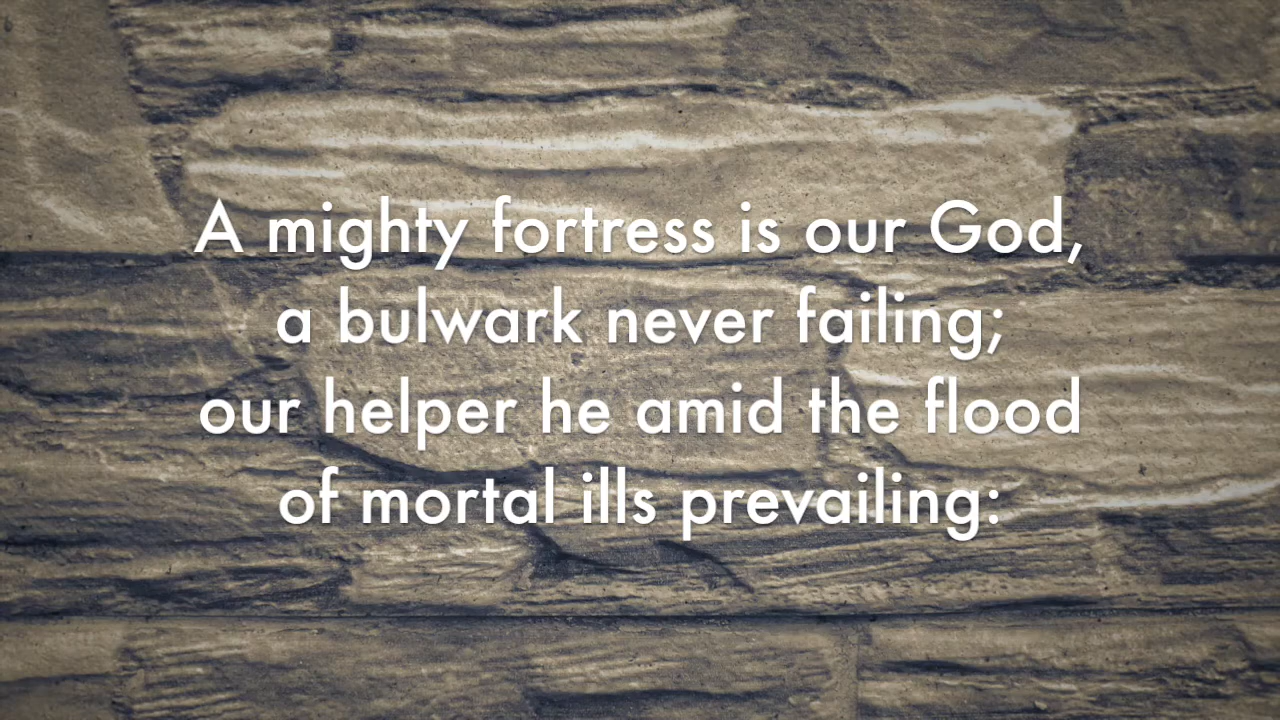 A mighty fortress is our God,
a bulwark never failing;
our helper he amid the flood
of mortal ills prevailing: